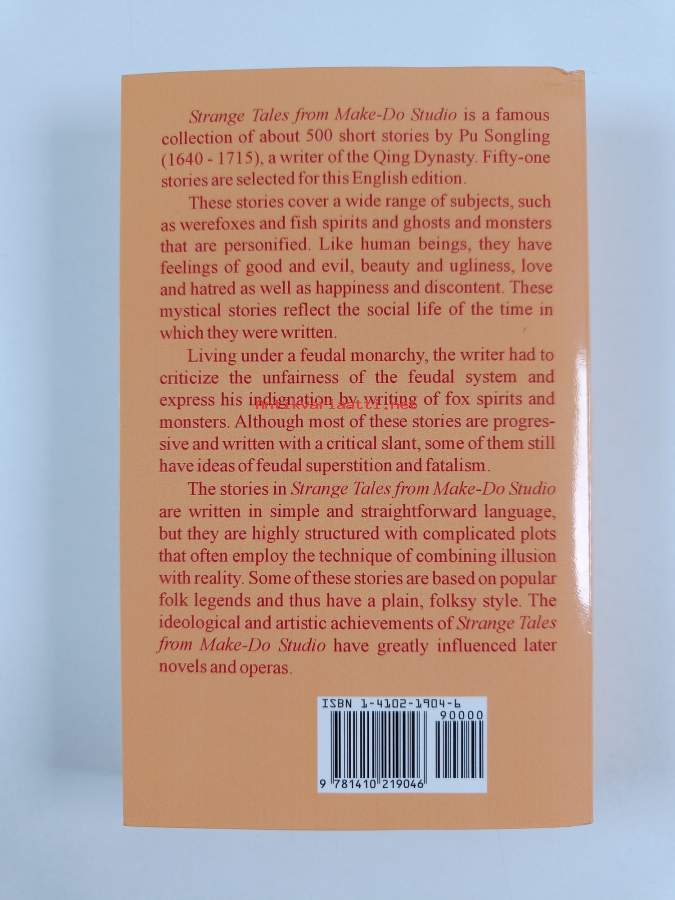 Strange Tales from Make-Do Studio is a famous
collection of about 500 short stories by Pu Songling
(1640 - 1715), a writer of the Qing Dynasty. Fifty-one
stories are selected for this English edition.
These stories cover a wide range of subjects, such
as werefoxes and fish spirits and ghosts and monsters
that are personified. Like human beings, they have
feelings of good and evil, beauty and ugliness, love
and hatred as well as happiness and discontent. These
mystical stories reflect the social life of the time in
which they were written.
Living under a feudal monarchy, the writer had to
criticize the unfairness of the feudal system and
express his indignation by writing of fox spirits and
Antikvariaatti.net
monsters. Although most of these stories are progres-
sive and written with a critical slant, some of them still
have ideas of feudal superstition and fatalism.
The stories in Strange Tales from Make-Do Studio
are written in simple and straightforward language,
but they are highly structured with complicated plots
that often employ the technique of combining illusion
with reality. Some of these stories are based on popular
folk legends and thus have a plain, folksy style. The
ideological and artistic achievements of Strange Tales
from Make-Do Studio have greatly influenced later
novels and operas.
ISBN 1-4102-1904-6
90000
9 781410 219046